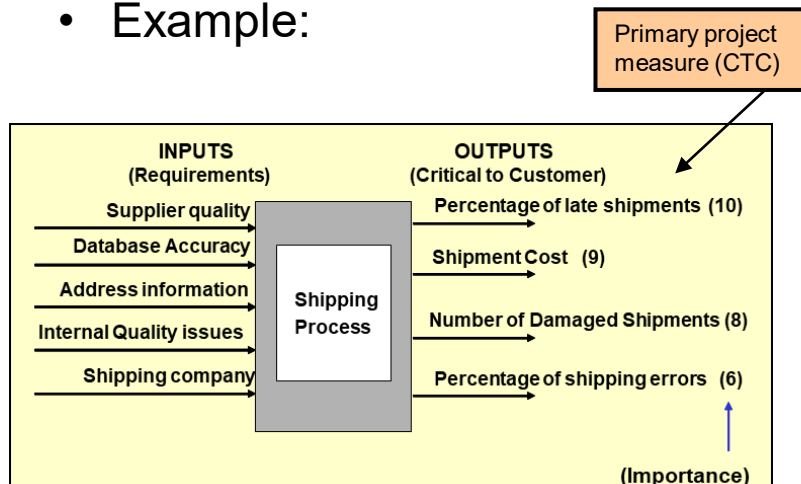 • Example:
Primary project
measure (CTC)
INPUTS
(Requirements)
OUTPUTS
(Critical to Customer)
Supplier quality
Database Accuracy
Address information
Internal Quality issues
Shipping company
Shipping
Process
Percentage of late shipments (10)
Shipment Cost (9)
Number of Damaged Shipments (8)
Percentage of shipping errors (6)
(Importance)